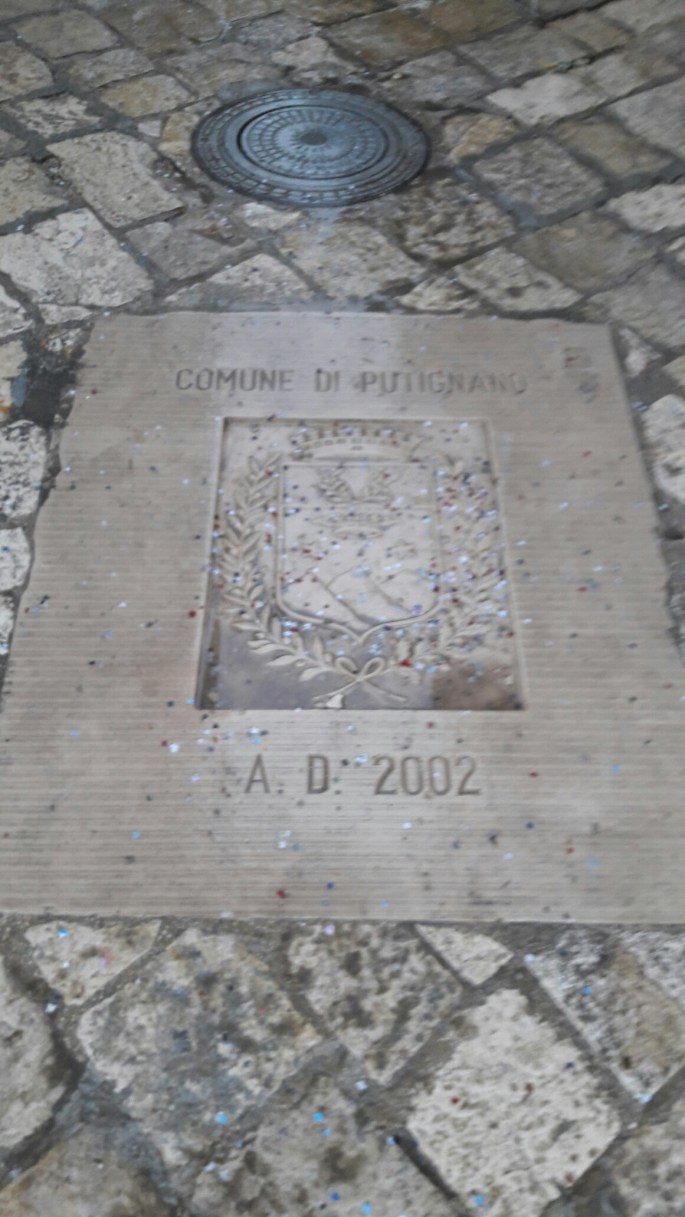 COMUNE DI PUTIGNANO
A. D. 2002